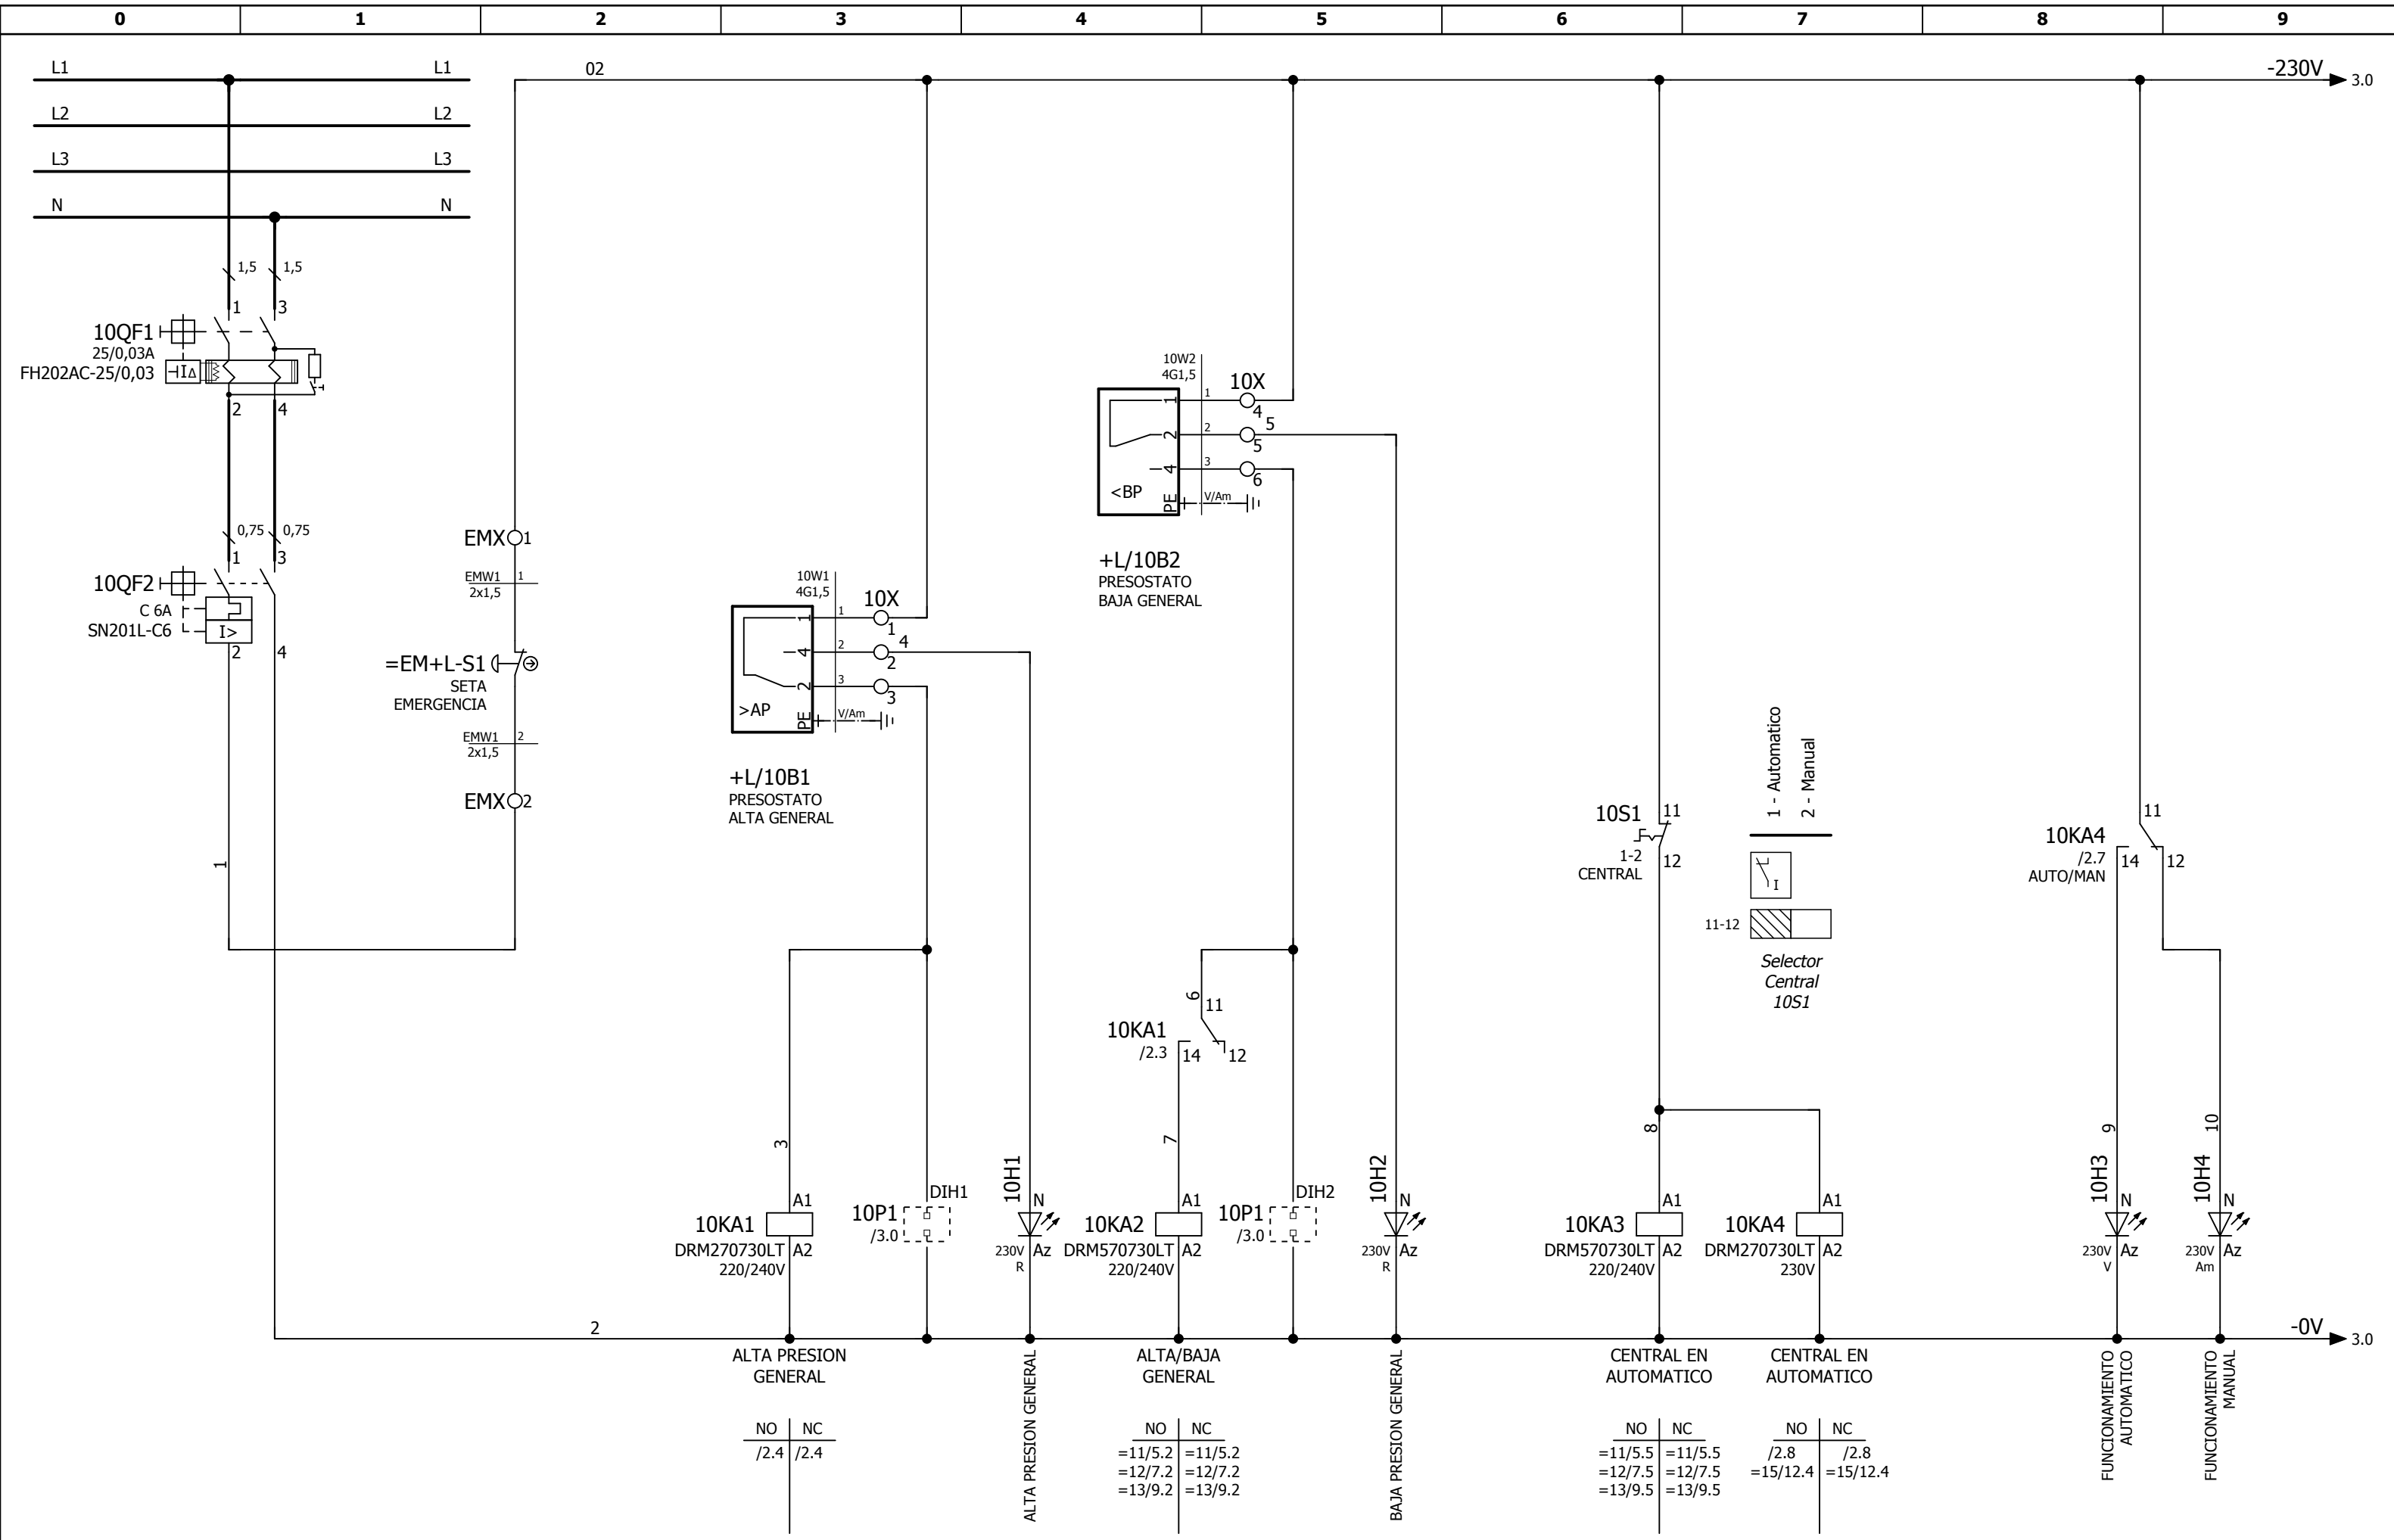 0 1 2 3 4 5 6 7 8 9
L1 L1
L2 L2
L3 L3
N N
02
-230V 3.0
1,5 1,5
1 3
10QF1
25/0,03A
FH202AC-25/0,03
I∆
2 4
0,75 0,75
1 3
10QF2
C 6A
SN201L-C6
I>
2 4
1
EMX 1
EMW1 1
2x1,5
=EM+L-S1
SETA
EMERGENCIA
EMW1 2
2x1,5
EMX 2
2
10W1
4G1,5
10X
1 1 1
4 2 2 4
2 3 3
>AP
PE V/Am
+L/10B1
PRESOSTATO
ALTA GENERAL
10W2
4G1,5
10X
1 1 4
2 2 5 5
4 3 6
<BP
PE V/Am
+L/10B2
PRESOSTATO
BAJA GENERAL
3
10KA1
DRM270730LT
220/240V
A1
A2
10P1
/3.0
DIH1
10H1
N
230V Az
R
6
11
10KA1
/2.3
14 12
7
10KA2
DRM570730LT
220/240V
A1
A2
10P1
/3.0
DIH2
10H2
N
230V Az
R
10S1
1-2
CENTRAL
11
12
1 - Automatico
2 - Manual
I
11-12
Selector
Central
10S1
8
10KA3
DRM570730LT
220/240V
A1
A2
10KA4
DRM270730LT
230V
A1
A2
10KA4
/2.7
AUTO/MAN
11
14 12
9
10H3
N
230V Az
V
10
10H4
N
230V Az
Am
-0V 3.0
ALTA PRESION
GENERAL
NO NC
/2.4 /2.4
ALTA PRESION GENERAL
ALTA/BAJA
GENERAL
NO NC
=11/5.2 =11/5.2
=12/7.2 =12/7.2
=13/9.2 =13/9.2
BAJA PRESION GENERAL
CENTRAL EN
AUTOMATICO
NO NC
=11/5.5 =11/5.5
=12/7.5 =12/7.5
=13/9.5 =13/9.5
CENTRAL EN
AUTOMATICO
NO NC
/2.8 /2.8
=15/12.4 =15/12.4
FUNCIONAMIENTO
AUTOMATICO
FUNCIONAMIENTO
MANUAL